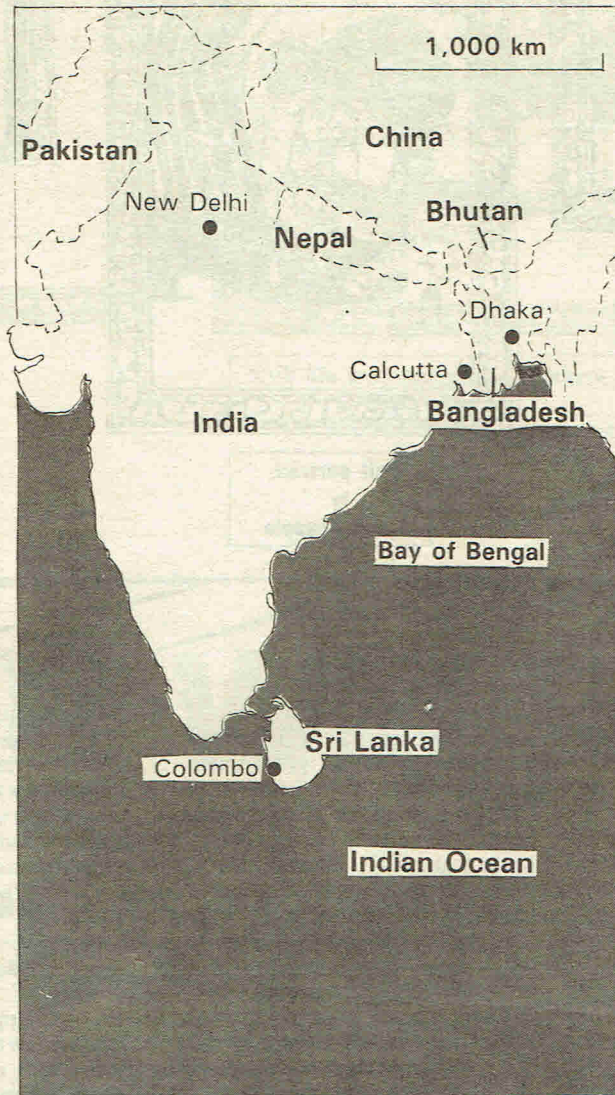 1,000 km
Pakistan
China
New Delhi
Nepal
Bhutan
Dhaka
Calcutta
India
Bangladesh
Bay of Bengal
Sri Lanka
Colombo
Indian Ocean